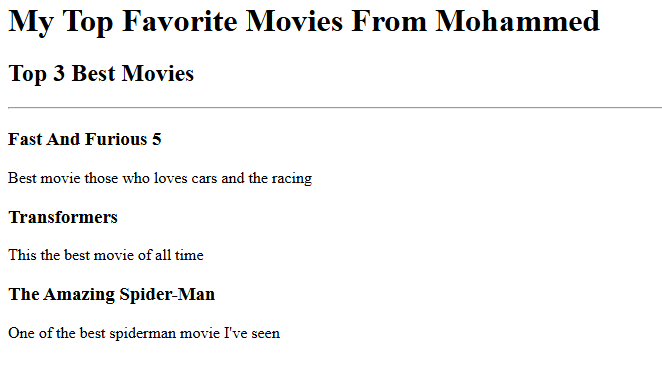 My Top Favorite Movies From Mohammed
Top 3 Best Movies
Fast And Furious 5
Best movie those who loves cars and the racing
Transformers
This the best movie of all time
The Amazing Spider-Man
One of the best spiderman movie I've seen